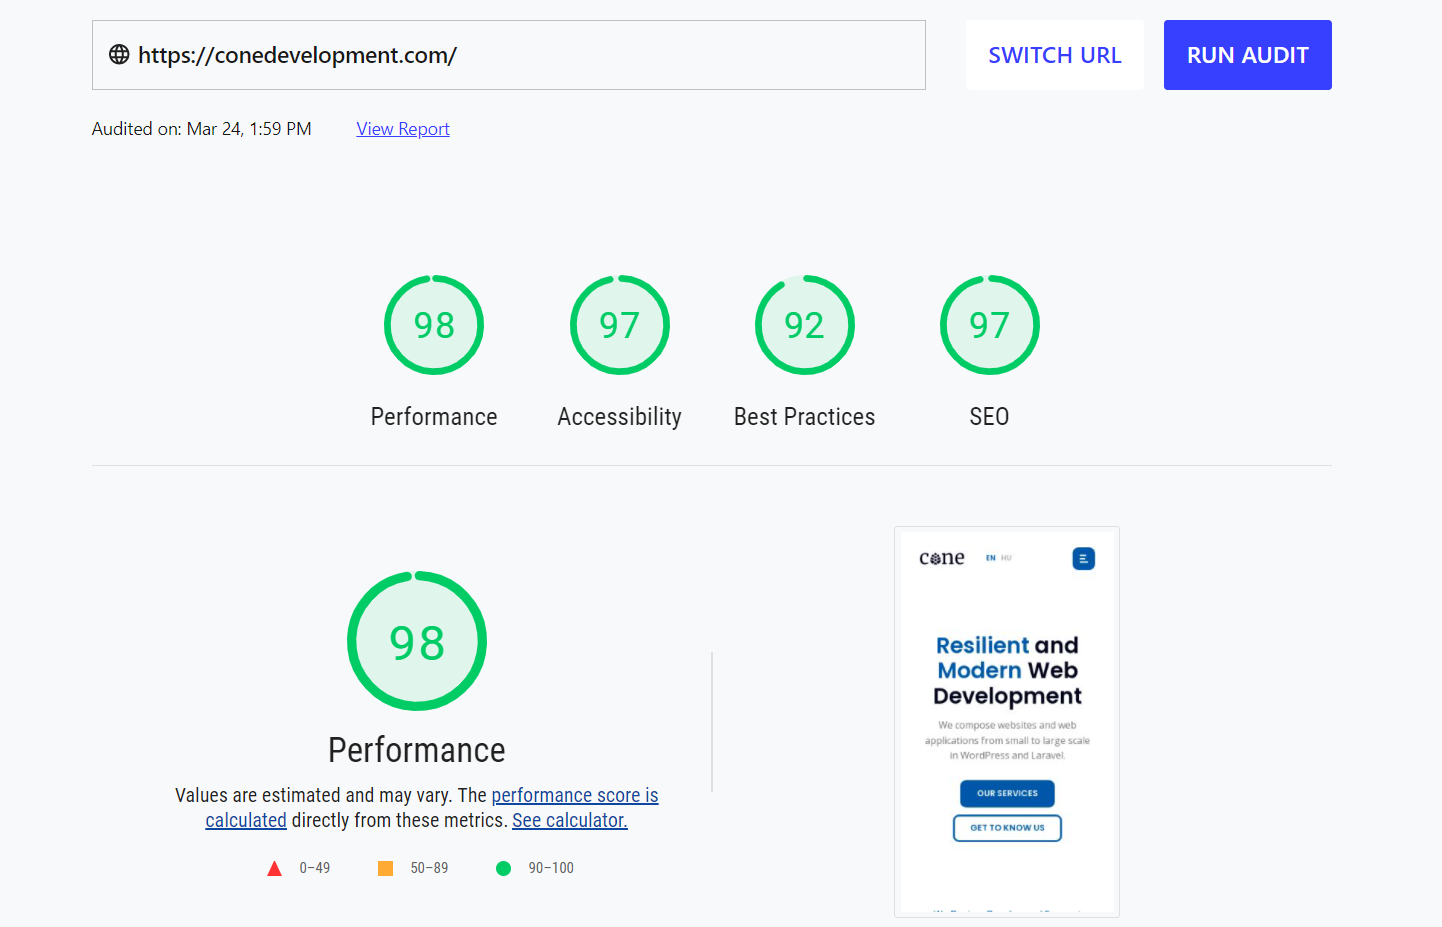 https://conedevelopment.com/
SWITCH URL
RUN AUDIT
Audited on: Mar 24, 1:59 PM
View Report
98
97
92
97
Performance
Accessibility
Best Practices
SEO
98
Performance
Values are estimated and may vary. The performance score is
calculated directly from these metrics. See calculator.
0–49
50–89
90–100
cone
EN HU
Resilient and
Modern Web
Development
We compose websites and web
applications from small to large scale
in WordPress and Laravel.
OUR SERVICES
GET TO KNOW US